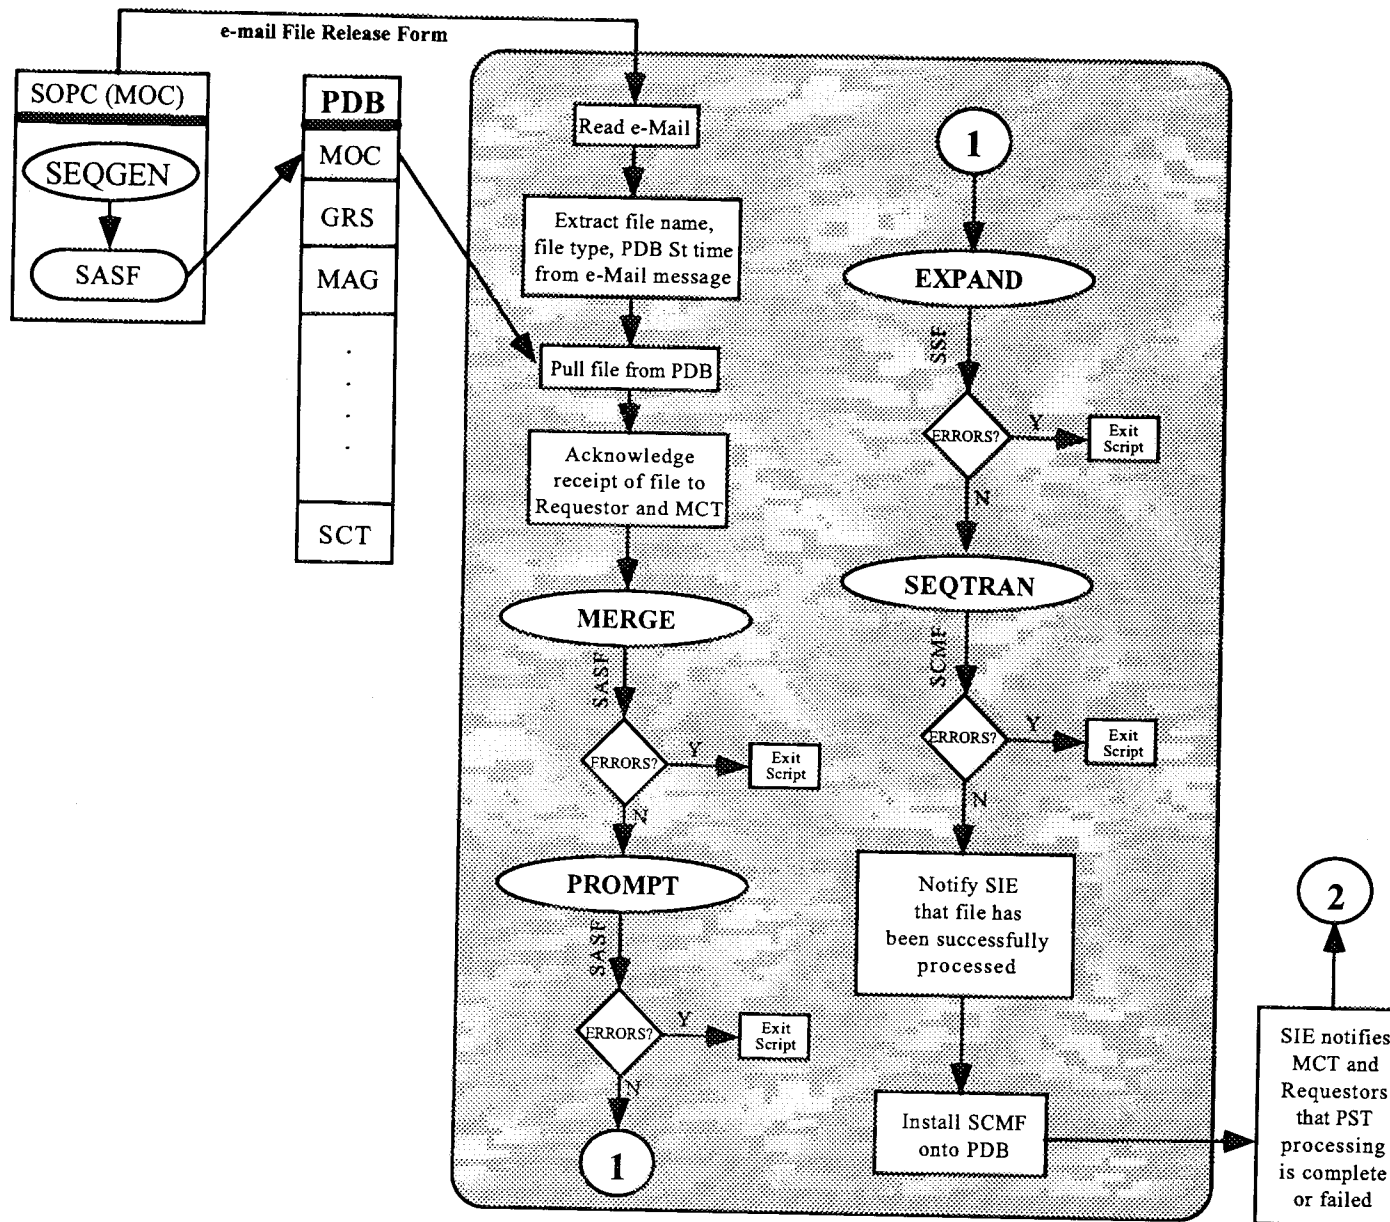 e-mail File Release Form
SOPC (MOC)
SEQGEN
SASF
PDB
MOC
GRS
MAG
SCT
Read e-Mail
Extract file name,
file type, PDB St time
from e-Mail message
Pull file from PDB
Acknowledge
receipt of file to
Requestor and MCT
MERGE
SASF
ERRORS?
Y
Exit
Script
N
PROMPT
SASF
ERRORS?
Y
Exit
Script
N
1
1
EXPAND
SSF
ERRORS?
Y
Exit
Script
N
SEQTRAN
SCMF
ERRORS?
Y
Exit
Script
N
Notify SIE
that file has
been successfully
processed
Install SCMF
onto PDB
2
SIE notifies
MCT and
Requestors
that PST
processing
is complete
or failed